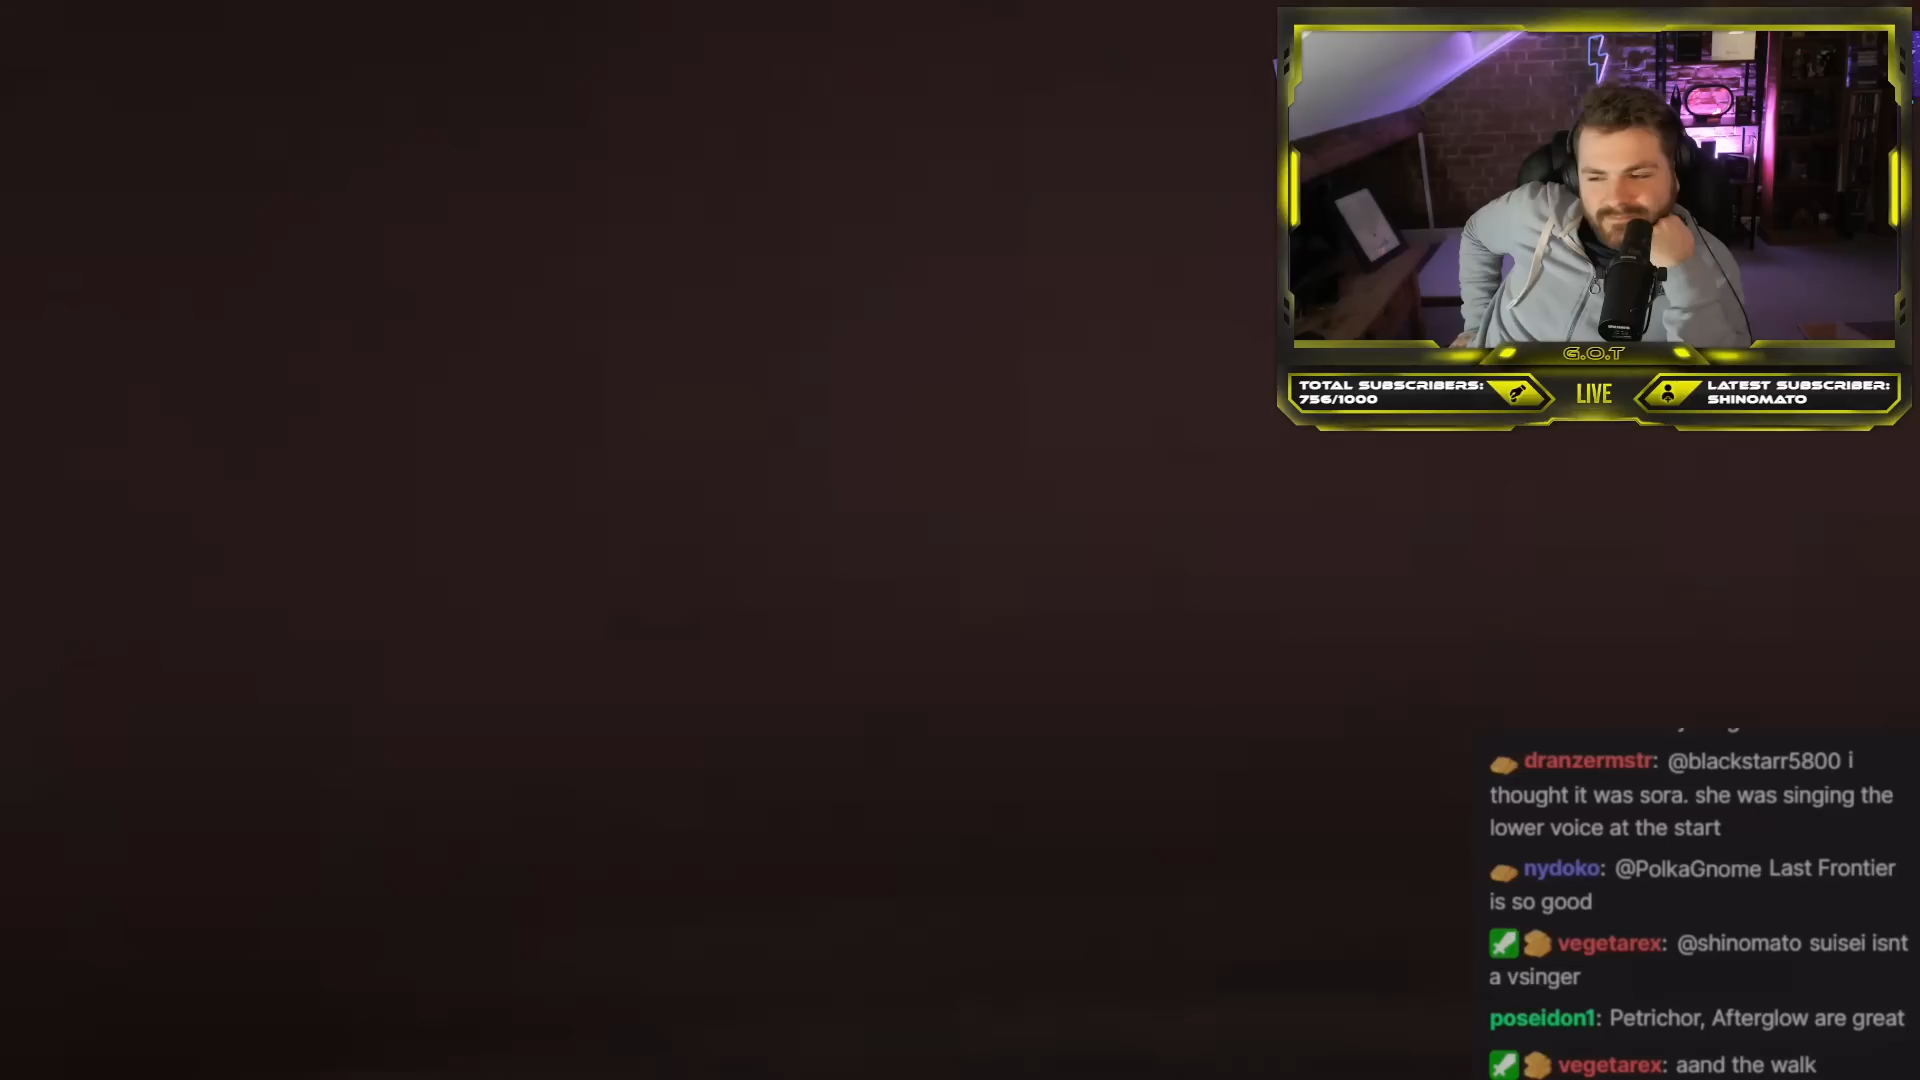 G.O.T
TOTAL SUBSCRIBERS:
756/1000
LIVE
LATEST SUBSCRIBER:
SHINOMATO
dranzermstr: @blackstarr5800 i
thought it was sora. she was singing the
lower voice at the start
nydoko: @PolkaGnome Last Frontier
is so good
vegetarex: @shinomato suisei isnt
a vsinger
poseidon1: Petrichor, Afterglow are great
vegetarex: aand the walk